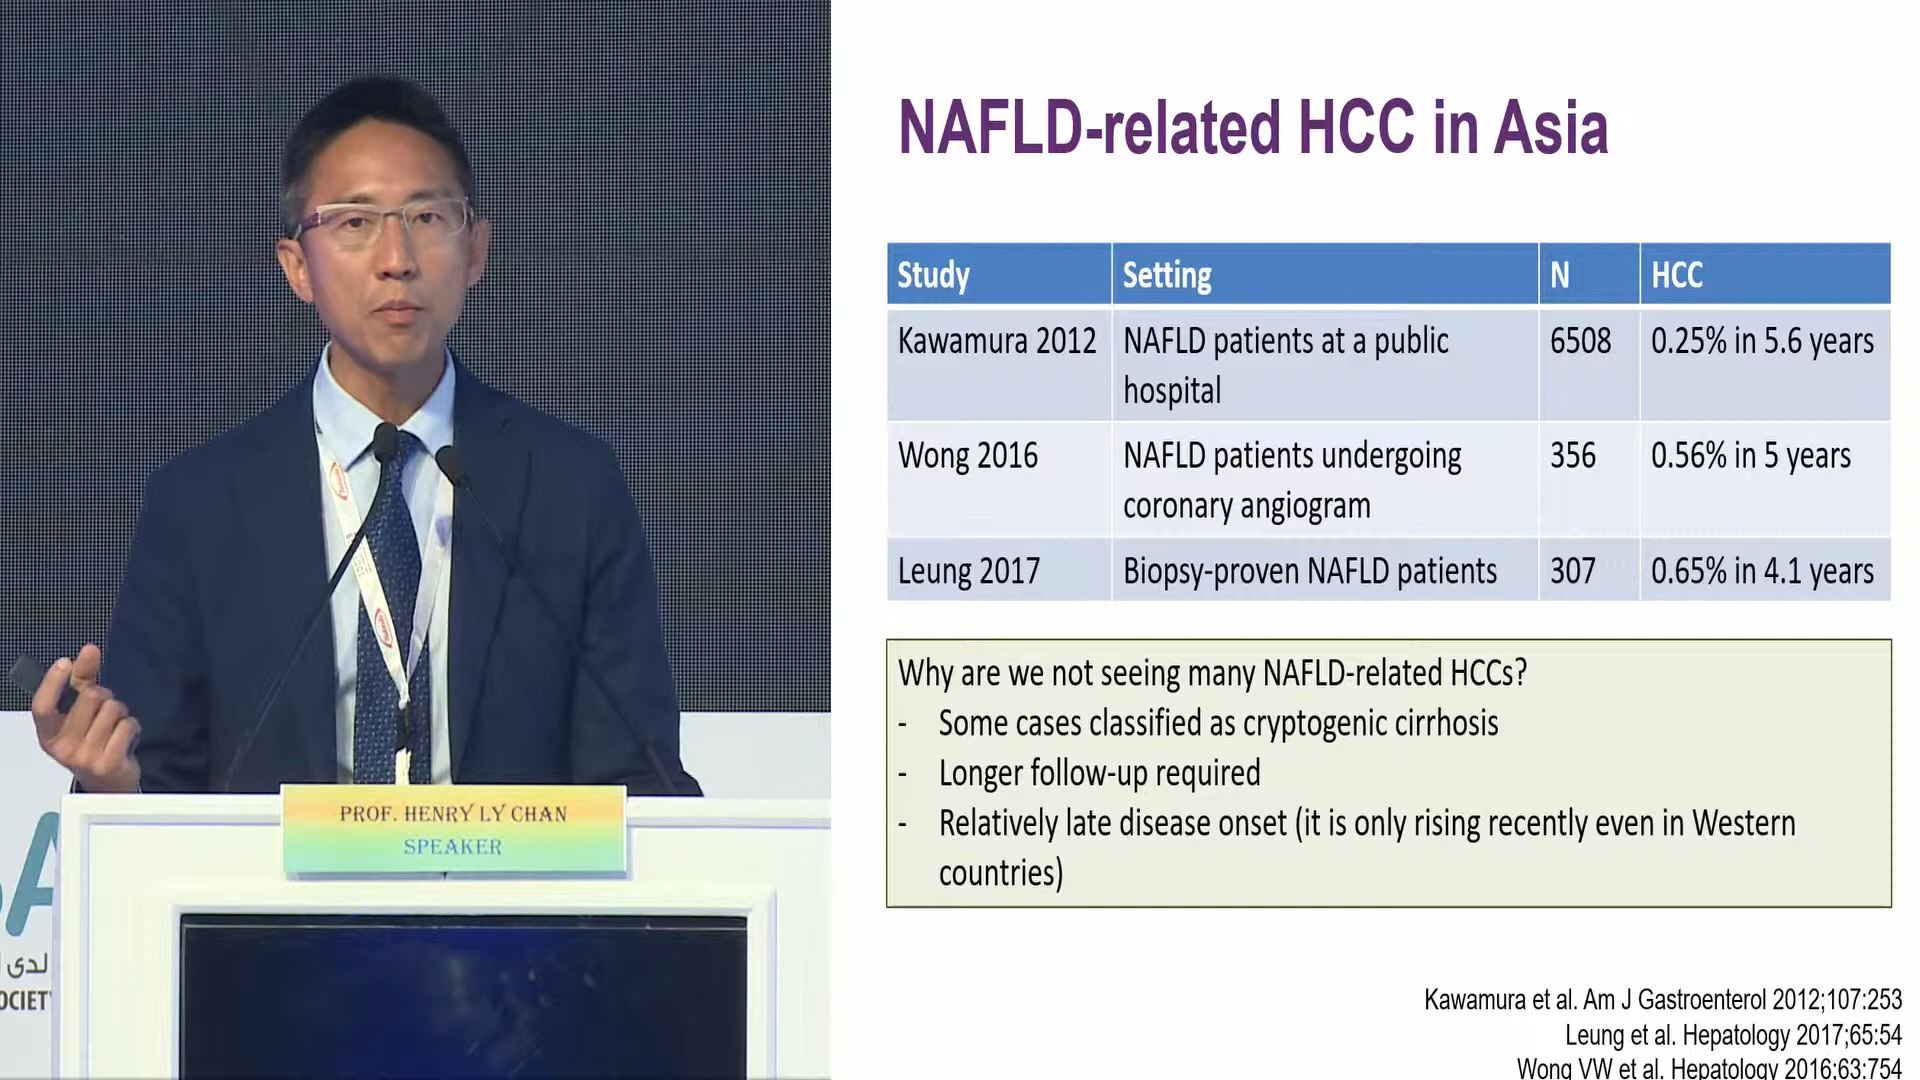 NAFLD-related HCC in Asia
Study Setting N HCC
Kawamura 2012 NAFLD patients at a public hospital 6508 0.25% in 5.6 years
Wong 2016 NAFLD patients undergoing coronary angiogram 356 0.56% in 5 years
Leung 2017 Biopsy-proven NAFLD patients 307 0.65% in 4.1 years
Why are we not seeing many NAFLD-related HCCs?
- Some cases classified as cryptogenic cirrhosis
- Longer follow-up required
- Relatively late disease onset (it is only rising recently even in Western
countries)
Kawamura et al. Am J Gastroenterol 2012;107:253
Leung et al. Hepatology 2017;65:54
Wong VW et al. Hepatology 2016;63:754
PROF. HENRY LY CHAN
SPEAKER
لدى